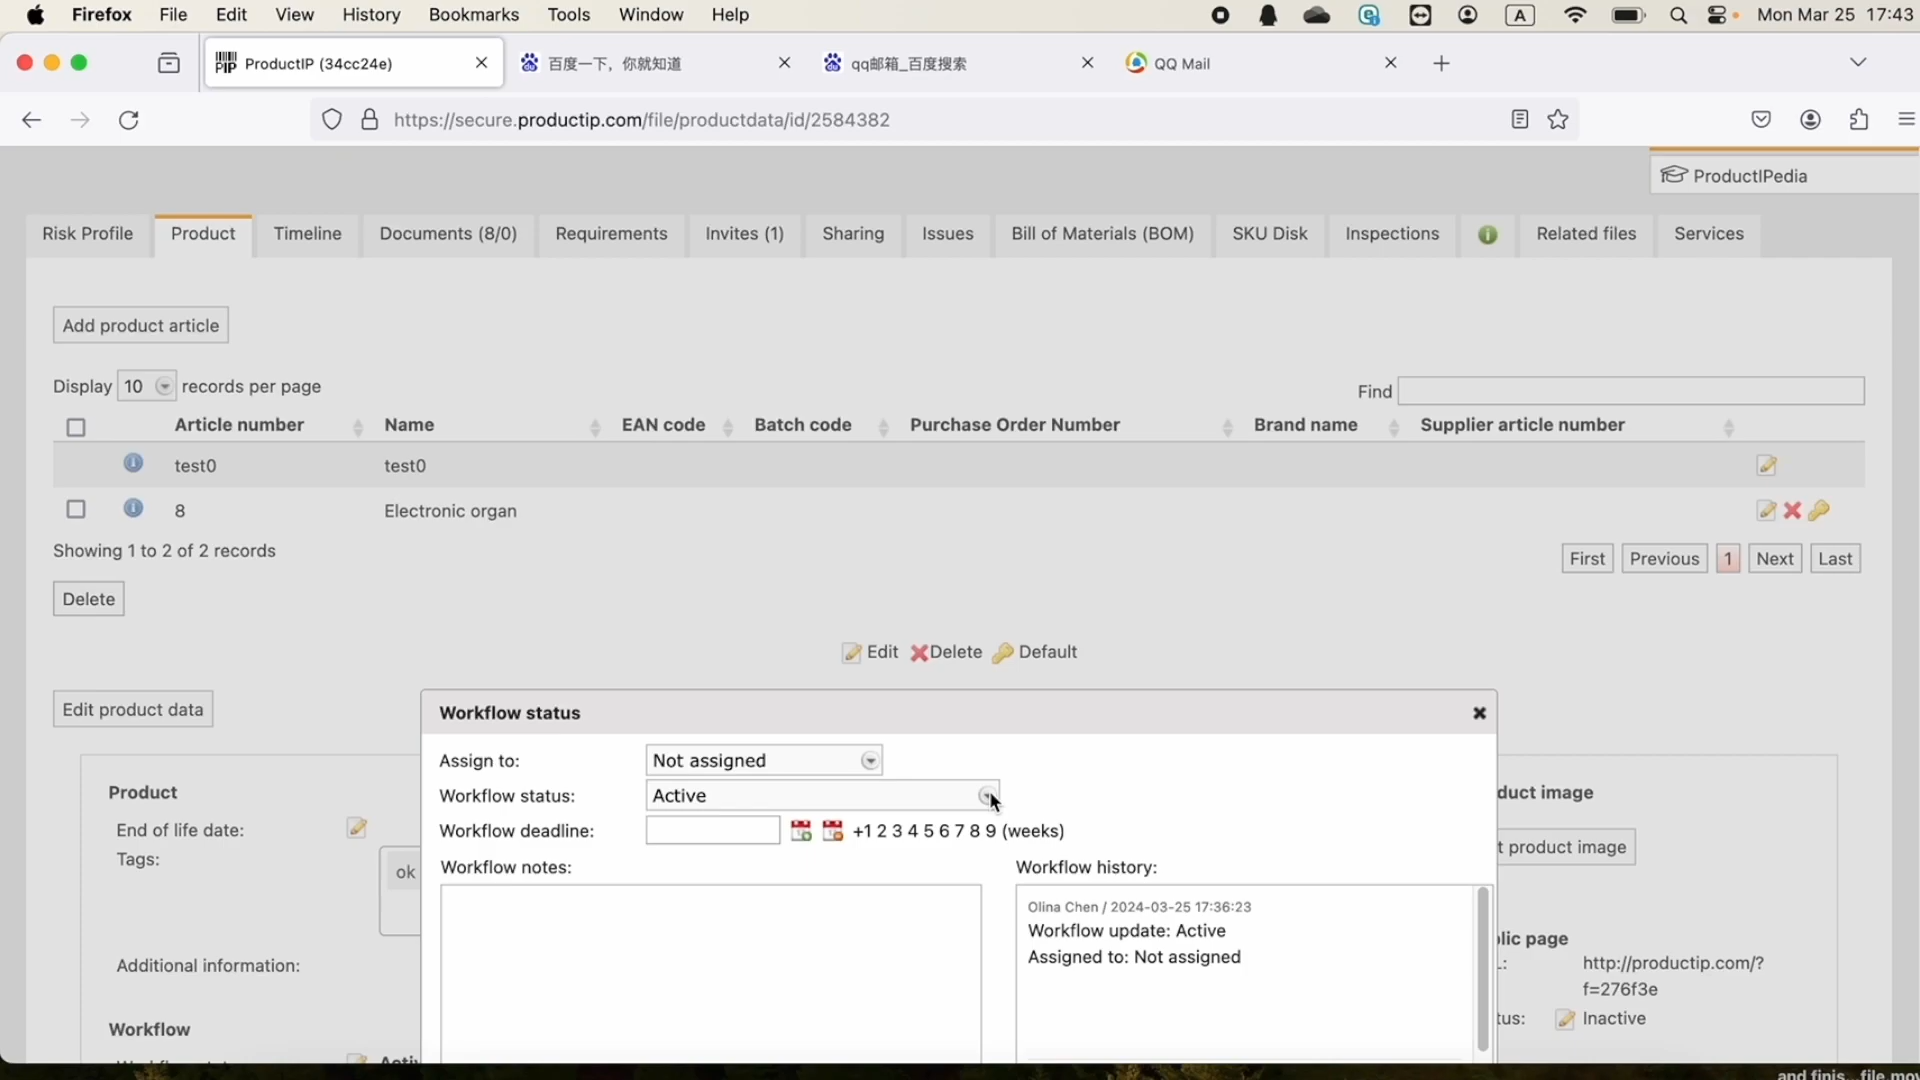 Firefox File Edit View History Bookmarks Tools Window Help A Mon Mar 25 17:43
PIP ProductIP (34cc24e) 百度一下，你就知道 qq邮箱_百度搜索 QQ Mail
https://secure.productip.com/file/productdata/id/2584382
ProductIPedia
Risk Profile Product Timeline Documents (8/0) Requirements Invites (1) Sharing Issues Bill of Materials (BOM) SKU Disk Inspections Related files Services
Add product article
Display 10 records per page Find
Article number Name EAN code Batch code Purchase Order Number Brand name Supplier article number
test0 test0
8 Electronic organ
Showing 1 to 2 of 2 records First Previous 1 Next Last
Delete
Edit Delete Default
Edit product data
Workflow status
Assign to: Not assigned
Workflow status: Active
Workflow deadline: +1 2 3 4 5 6 7 8 9 (weeks)
Workflow notes: Workflow history:
Olina Chen / 2024-03-25 17:36:23
Workflow update: Active
Assigned to: Not assigned
Product
End of life date:
Tags:
ok
Additional information:
Workflow
duct image
t product image
lic page
http://productip.com/?
f=276f3e
tus: Inactive